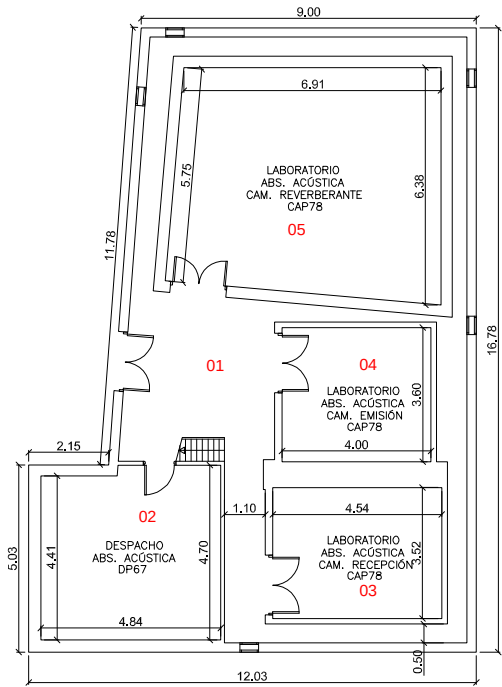 9.00
6.91
5.75
6.38
LABORATORIO
ABS. ACÚSTICA
CAM. REVERBERANTE
CAP78
05
11.78
16.78
01
04
LABORATORIO
ABS. ACÚSTICA
CAM. EMISIÓN
CAP78
3.60
4.00
2.15
02
DESPACHO
ABS. ACÚSTICA
DP67
5.03
4.41
4.70
4.84
1.10
4.54
LABORATORIO
ABS. ACÚSTICA
CAM. RECEPCIÓN
CAP78
03
3.52
0.50
12.03